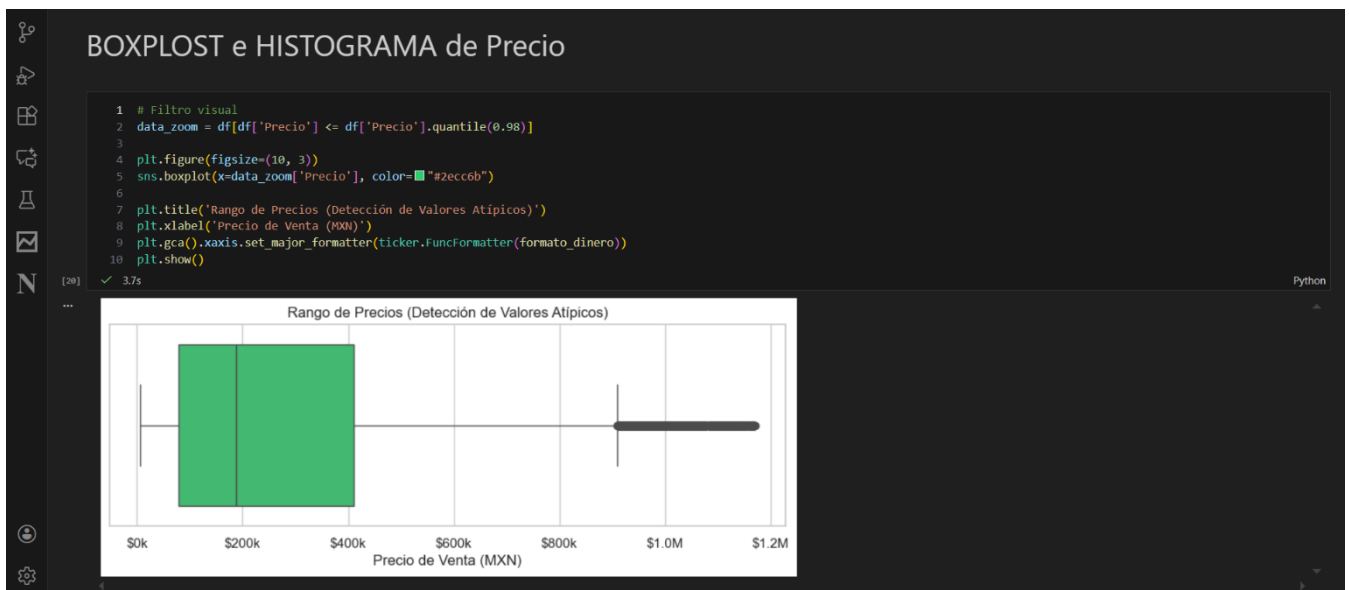 BOXPLOST e HISTOGRAMA de Precio
1 # Filtro visual
2 data_zoom = df[df['Precio'] <= df['Precio'].quantile(0.98)]
3
4 plt.figure(figsize=(10, 3))
5 sns.boxplot(x=data_zoom['Precio'], color="#2ecc6b")
6
7 plt.title('Rango de Precios (Detección de Valores Atípicos)')
8 plt.xlabel('Precio de Venta (MXN)')
9 plt.gca().xaxis.set_major_formatter(ticker.FuncFormatter(formato_dinero))
10 plt.show()
[20] ✓ 3.7s Python
...
Rango de Precios (Detección de Valores Atípicos)
$0k $200k $400k $600k $800k $1.0M $1.2M
Precio de Venta (MXN)
N